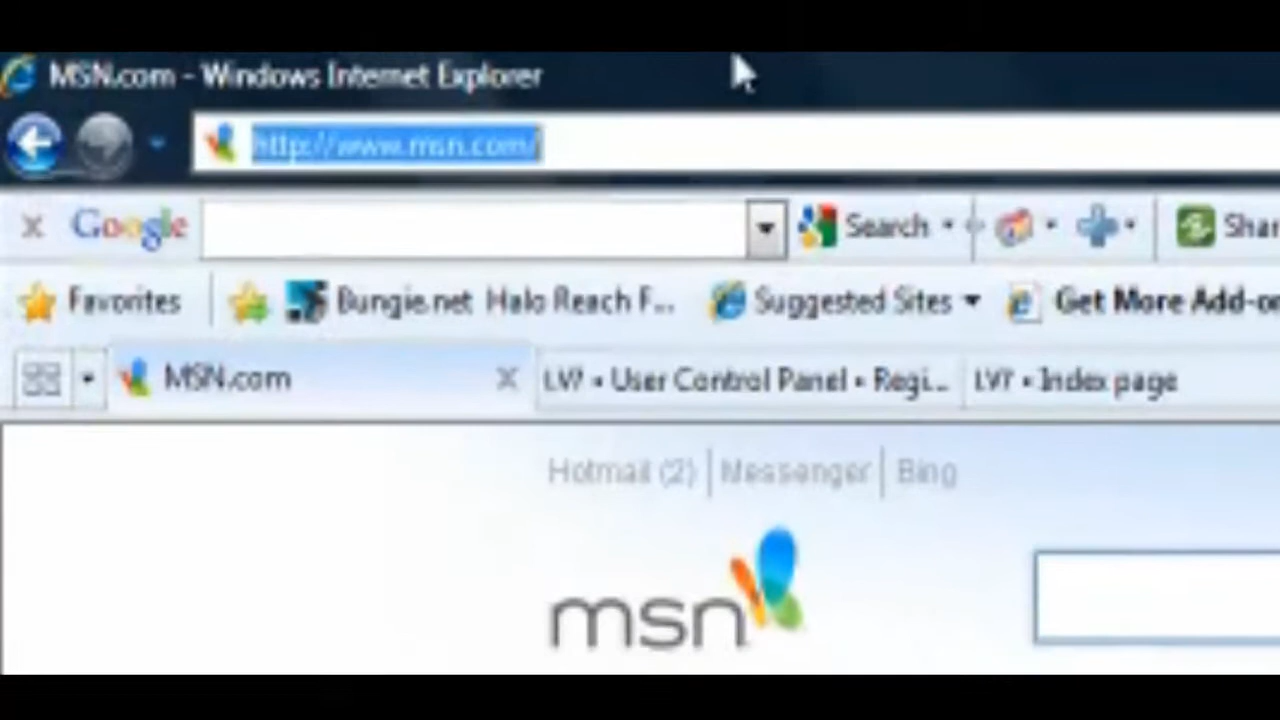 MSN.com - Windows Internet Explorer
http://www.msn.com/
Google Search Shar
Favorites Bungie.net Halo Reach F... Suggested Sites Get More Add-o
MSN.com LV? • User Control Panel • Regi... LV? • Index page
Hotmail (2) Messenger Bing
msn